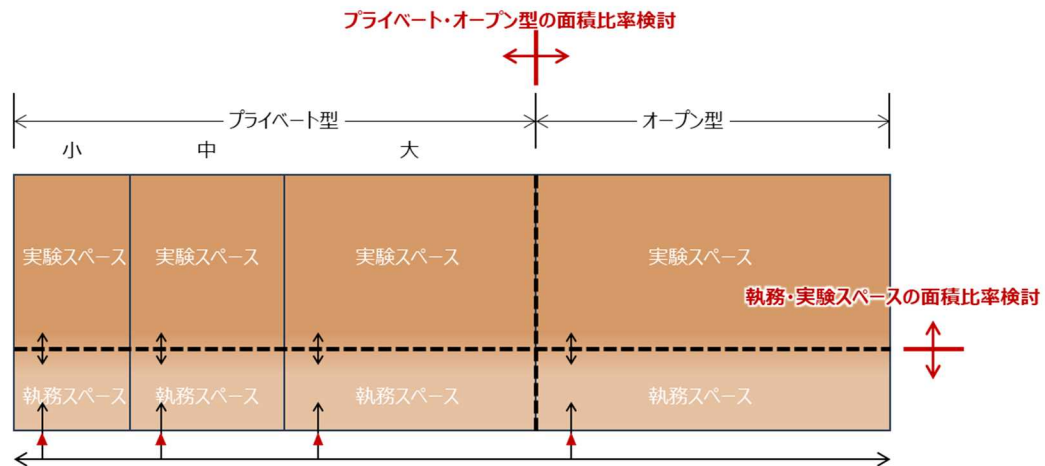 プライベート・オープン型の面積比率検討
プライベート型
オープン型
小
中
大
実験スペース
実験スペース
実験スペース
実験スペース
執務・実験スペースの面積比率検討
執務スペース
執務スペース
執務スペース
執務スペース